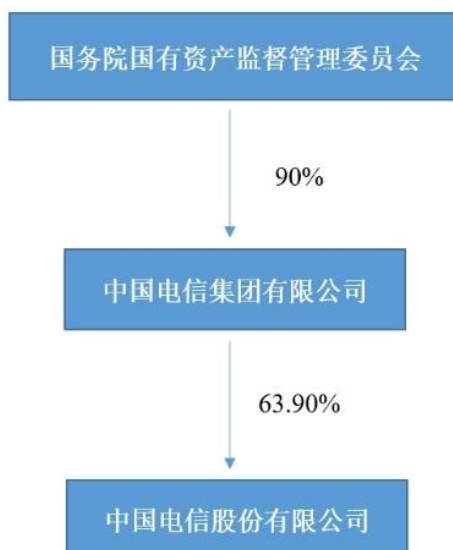 国务院国有资产监督管理委员会
90%
中国电信集团有限公司
63.90%
中国电信股份有限公司